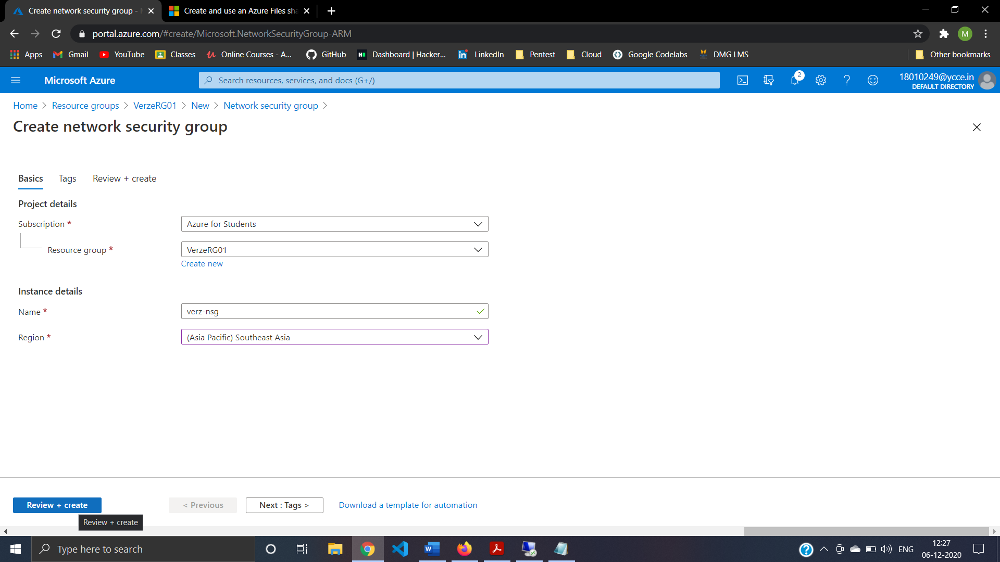 Create network security group - 
Create and use an Azure Files sha
portal.azure.com/#create/Microsoft.NetworkSecurityGroup-ARM
M
Apps
Gmail
YouTube
Classes
Online Courses - A...
GitHub
Dashboard | Hacker...
LinkedIn
Pentest
Cloud
Google Codelabs
DMG LMS
Other bookmarks
Microsoft Azure
Search resources, services, and docs (G+/)
2
18010249@ycce.in
DEFAULT DIRECTORY
Home > Resource groups > VerzeRG01 > New > Network security group >
Create network security group
Basics
Tags
Review + create
Project details
Subscription *
Azure for Students
Resource group *
VerzeRG01
Create new
Instance details
Name *
verz-nsg
Region *
(Asia Pacific) Southeast Asia
Review + create
< Previous
Next : Tags >
Download a template for automation
Review + create
Type here to search
ENG
12:27
06-12-2020